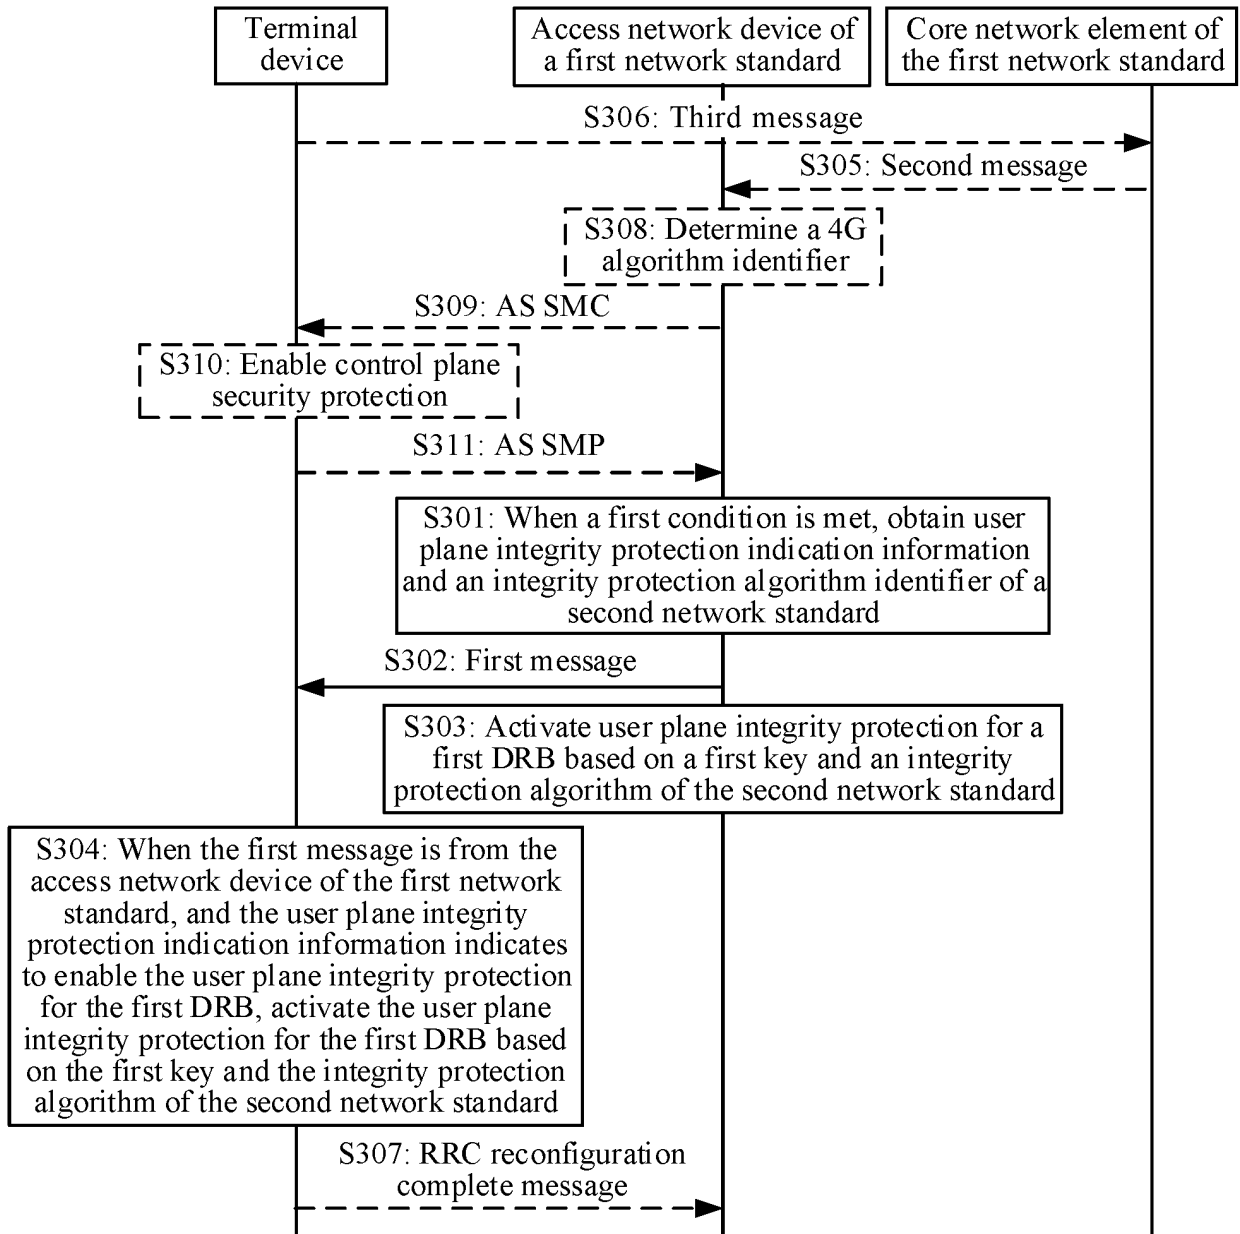 Terminal
device
Access network device of
a first network standard
Core network element of
the first network standard
S306: Third message
S305: Second message
S308: Determine a 4G
algorithm identifier
S309: AS SMC
S310: Enable control plane
security protection
S311: AS SMP
S301: When a first condition is met, obtain user
plane integrity protection indication information
and an integrity protection algorithm identifier of a
second network standard
S302: First message
S303: Activate user plane integrity protection for a
first DRB based on a first key and an integrity
protection algorithm of the second network standard
S304: When the first message is from the
access network device of the first network
standard, and the user plane integrity
protection indication information indicates
to enable the user plane integrity protection
for the first DRB, activate the user plane
integrity protection for the first DRB based
on the first key and the integrity protection
algorithm of the second network standard
S307: RRC reconfiguration
complete message